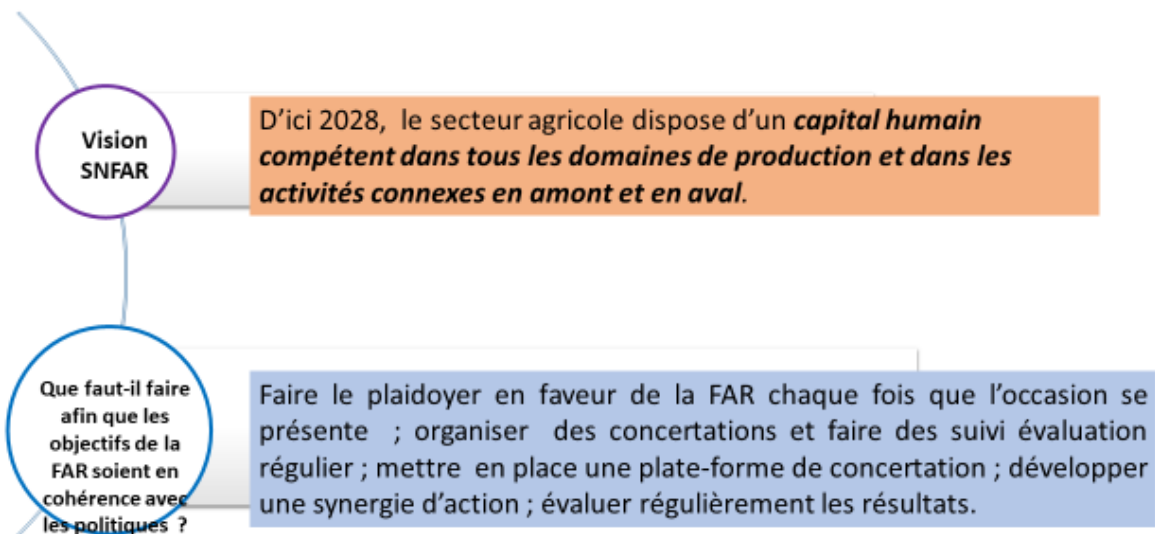 Vision
SNFAR
D'ici 2028, le secteur agricole dispose d'un capital humain
compétent dans tous les domaines de production et dans les
activités connexes en amont et en aval.
Que faut-il faire
afin que les
objectifs de la
FAR soient en
cohérence avec
les politiques ?
Faire le plaidoyer en faveur de la FAR chaque fois que l'occasion se
présente ; organiser des concertations et faire des suivi évaluation
régulier ; mettre en place une plate-forme de concertation ; développer
une synergie d'action ; évaluer régulièrement les résultats.